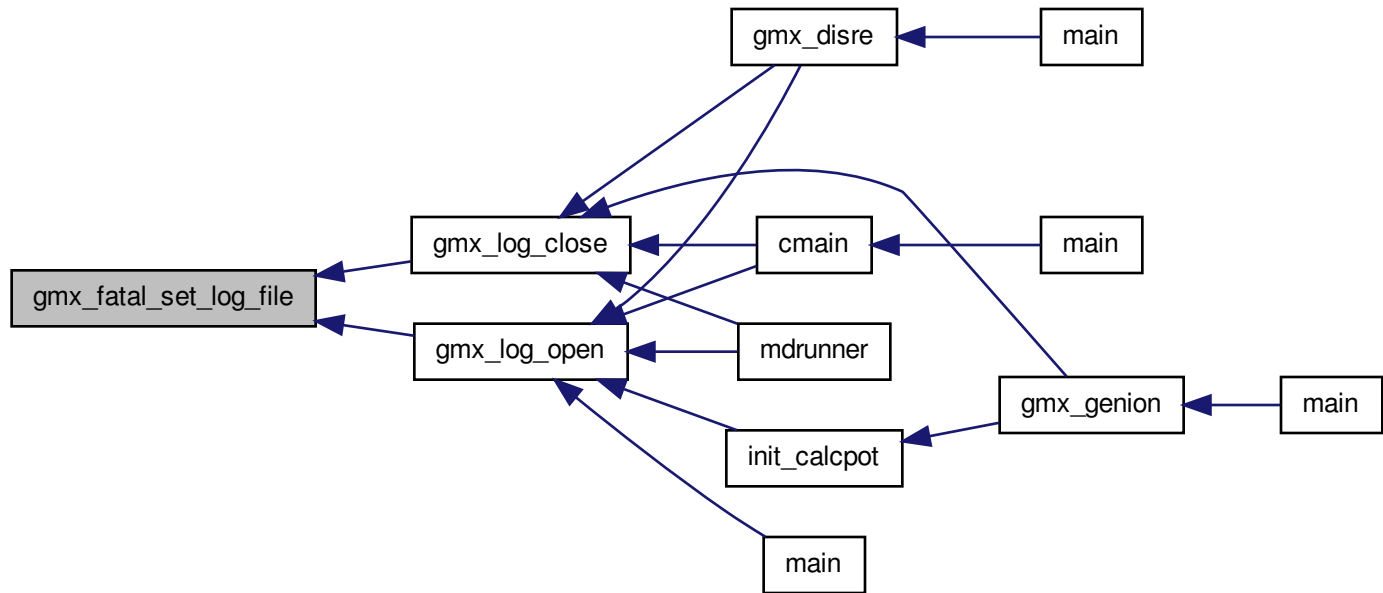 gmx_disre
main
gmx_log_close
cmain
main
gmx_fatal_set_log_file
gmx_log_open
mdrunner
gmx_genion
main
init_calcpot
main